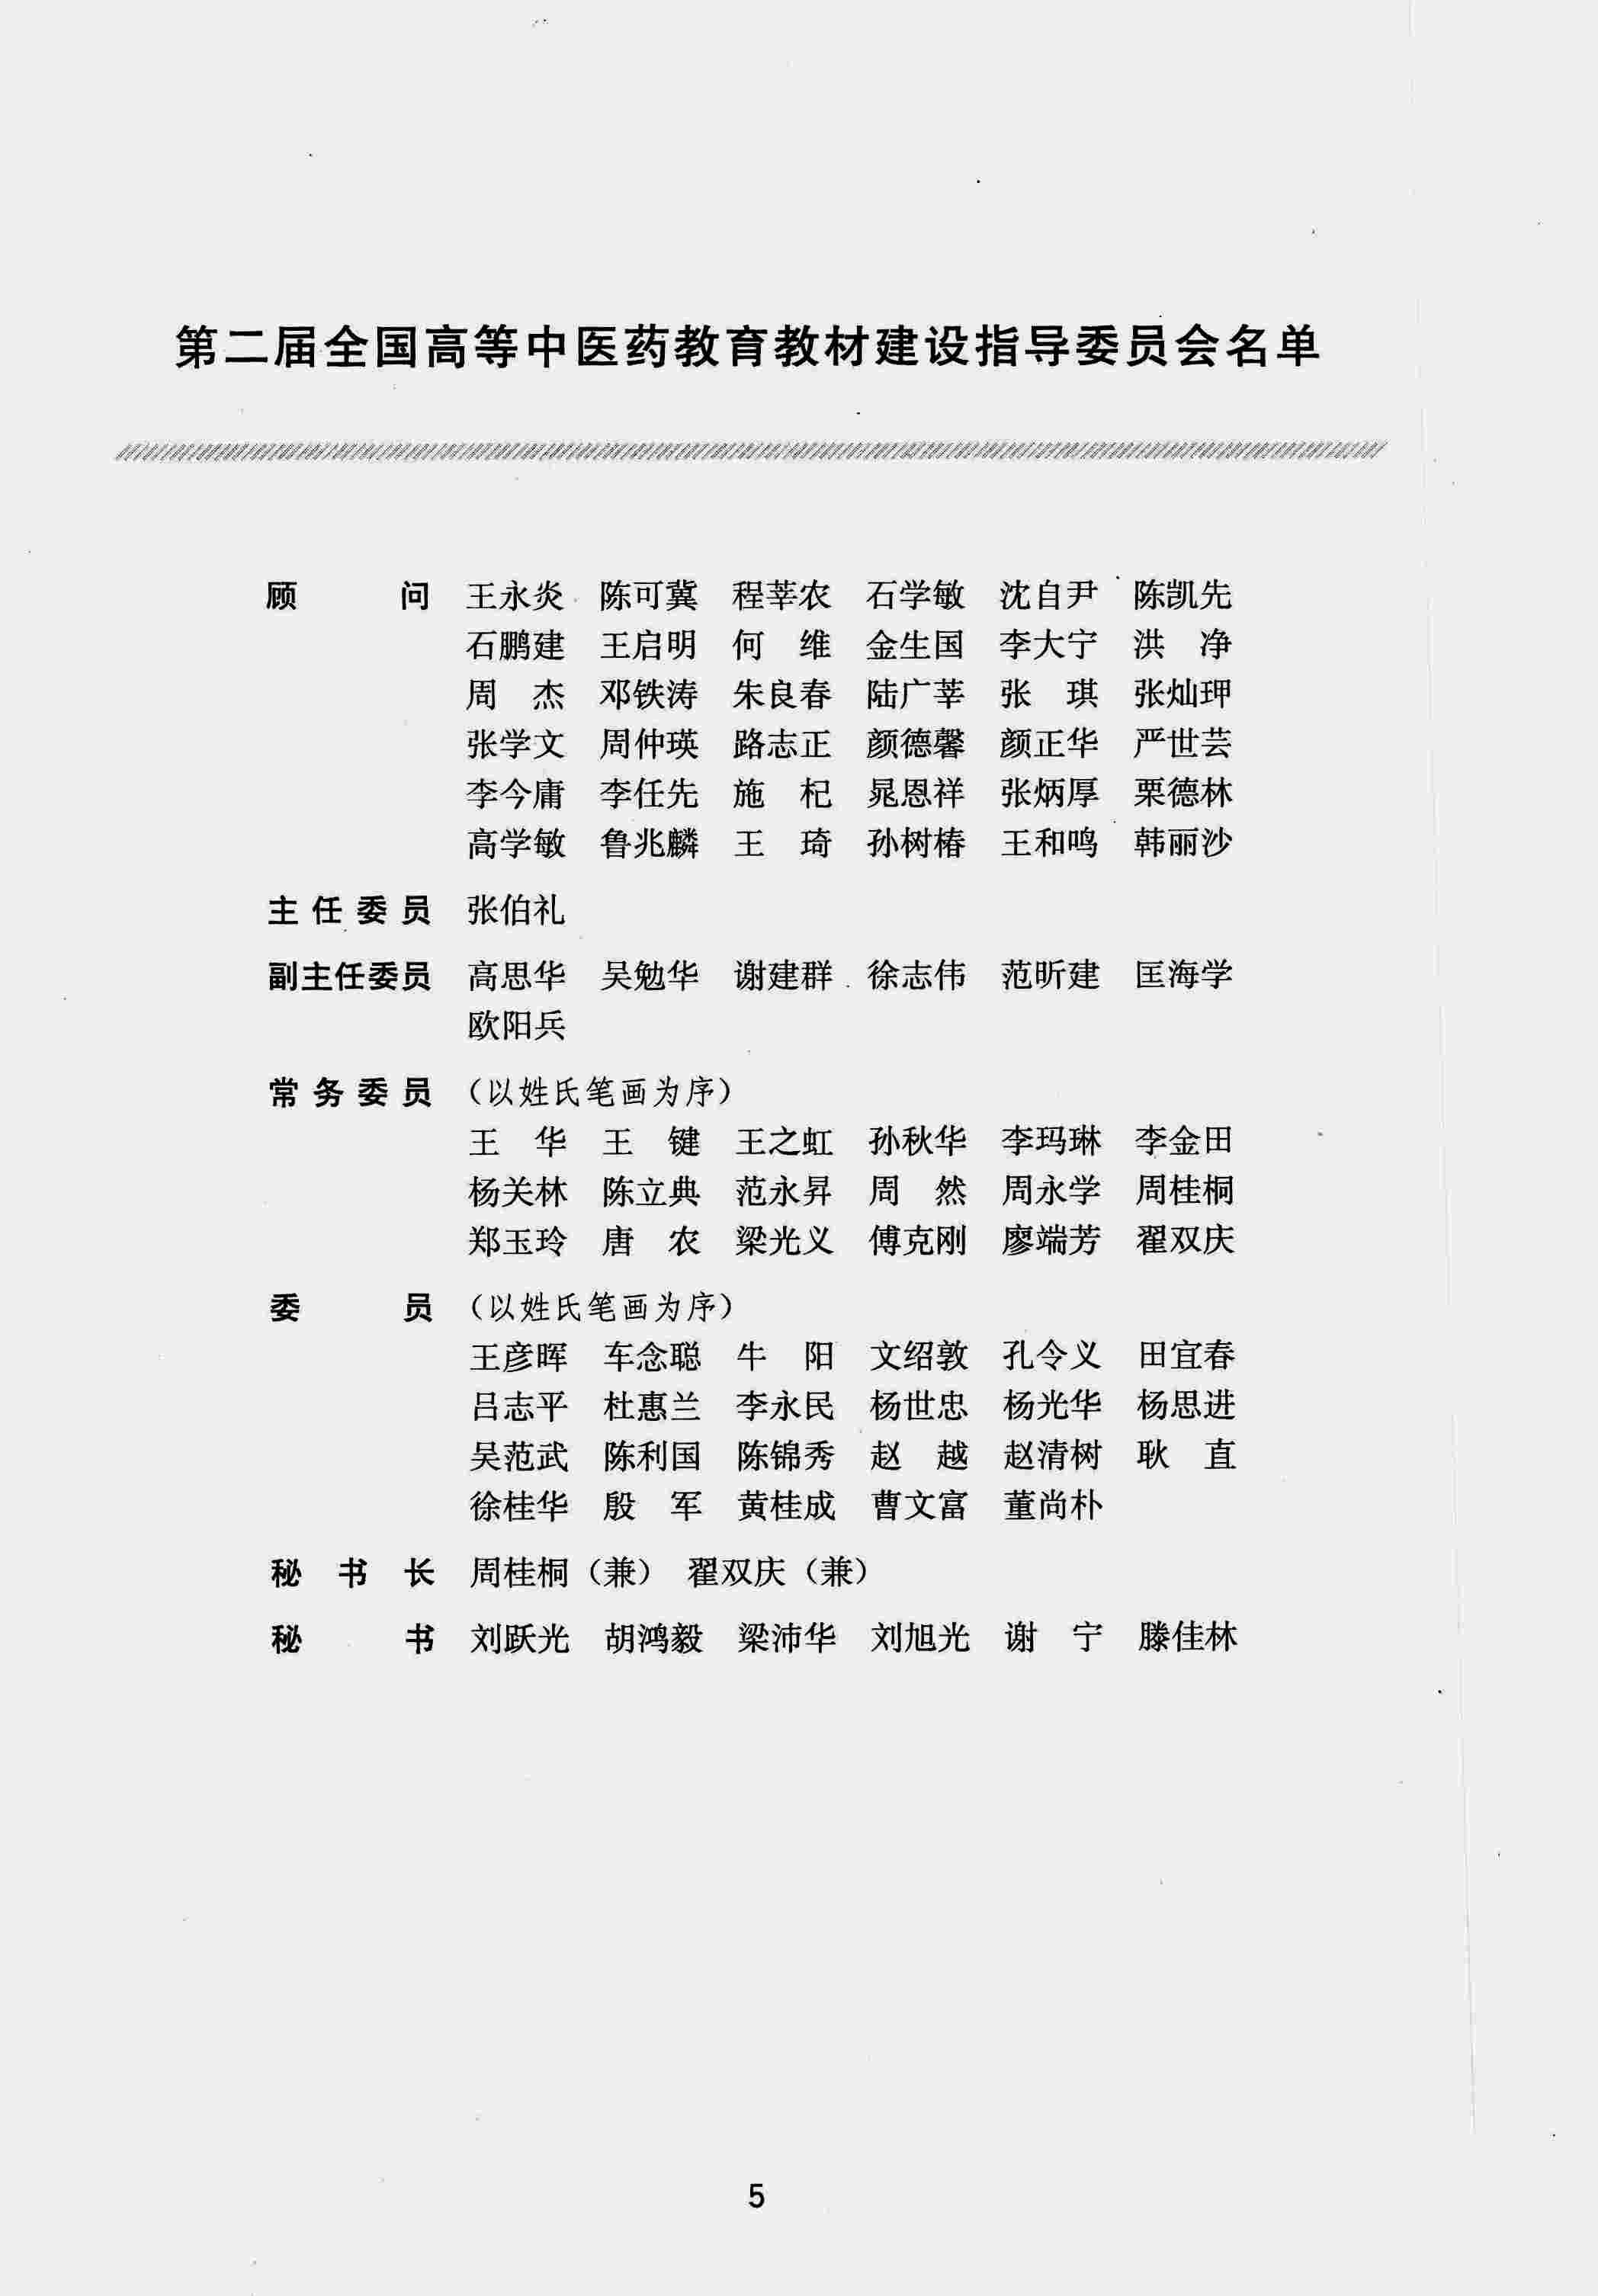 第二届全国高等中医药教育教材建设指导委员会名单
顾 问 王永炎 陈可冀 程莘农 石学敏 沈自尹 陈凯先
石鹏建 王启明 何 维 金生国 李大宁 洪 净
周 杰 邓铁涛 朱良春 陆广莘 张 琪 张灿玾
张学文 周仲瑛 路志正 颜德馨 颜正华 严世芸
李今庸 李任先 施 杞 晁恩祥 张炳厚 栗德林
高学敏 鲁兆麟 王 琦 孙树椿 王和鸣 韩丽沙
主任委员 张伯礼
副主任委员 高思华 吴勉华 谢建群 徐志伟 范昕建 匡海学
欧阳兵
常务委员 (以姓氏笔画为序)
王 华 王 键 王之虹 孙秋华 李玛琳 李金田
杨关林 陈立典 范永昇 周 然 周永学 周桂桐
郑玉玲 唐 农 梁光义 傅克刚 廖端芳 翟双庆
委 员 (以姓氏笔画为序)
王彦晖 车念聪 牛 阳 文绍敦 孔令义 田宜春
吕志平 杜惠兰 李永民 杨世忠 杨光华 杨思进
吴范武 陈利国 陈锦秀 赵 越 赵清树 耿 直
徐桂华 殷 军 黄桂成 曹文富 董尚朴
秘书长 周桂桐（兼） 翟双庆（兼）
秘 书 刘跃光 胡鸿毅 梁沛华 刘旭光 谢 宁 滕佳林
5